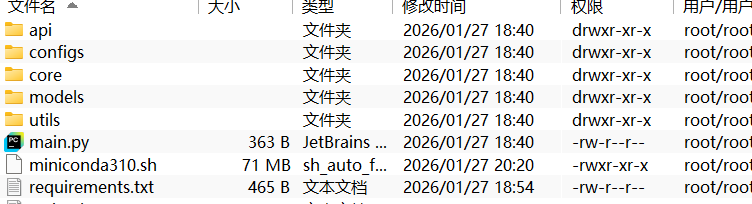 文件名 大小 类型 修改时间 权限 用户/用户
api 文件夹 2026/01/27 18:40 drwxr-xr-x root/root
configs 文件夹 2026/01/27 18:40 drwxr-xr-x root/root
core 文件夹 2026/01/27 18:40 drwxr-xr-x root/root
models 文件夹 2026/01/27 18:40 drwxr-xr-x root/root
utils 文件夹 2026/01/27 18:40 drwxr-xr-x root/root
main.py 363 B JetBrains ... 2026/01/27 18:40 -rw-r--r-- root/root
miniconda310.sh 71 MB sh_auto_f... 2026/01/27 20:20 -rwxr-xr-x root/root
requirements.txt 465 B 文本文档 2026/01/27 18:54 -rw-r--r-- root/root